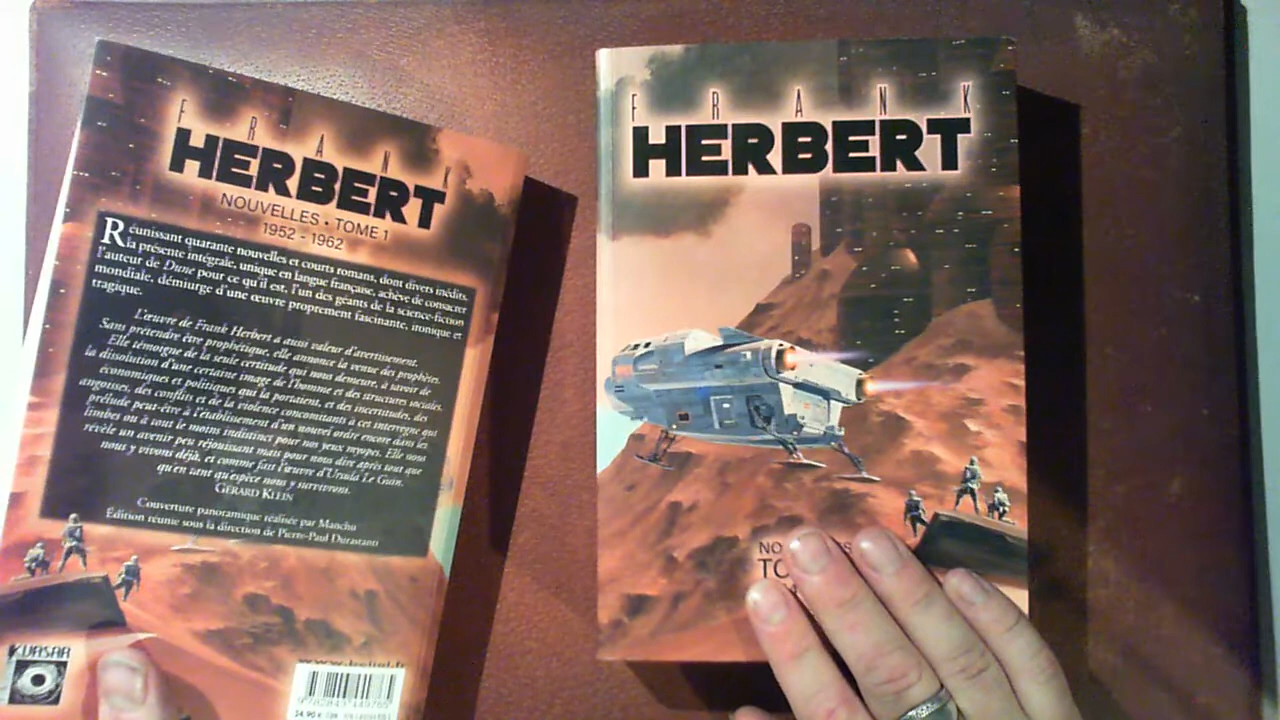 FRANK
HERBERT
NOUVELLES • TOME 1
1952 - 1962
Réunissant quarante nouvelles et courts romans, dont divers inédits,
la présente intégrale, unique en langue française, achève de consacrer
l'auteur de Dune pour ce qu'il est, l'un des géants de la science-fiction
mondiale, démiurge d'une œuvre proprement fascinante, ironique et
tragique.
L'œuvre de Frank Herbert a aussi valeur d'avertissement.
Sans prétendre être prophétique, elle annonce la venue des prophètes.
Elle témoigne de la seule certitude qui nous demeure, à savoir de
la dissolution d'une certaine image de l'homme et des structures sociales,
économiques et politiques qui la portaient, et des incertitudes, des
angoisses, des conflits et de la violence concomitants à cet interrègne qui
prélude peut-être à l'établissement d'un nouvel ordre encore dans les
limbes ou à tout le moins indistinct pour nos yeux myopes. Elle nous
révèle un avenir peu réjouissant mais pour nous dire après tout que
nous y vivons déjà, et comme fait l'œuvre d'Ursula Le Guin,
qu'en tant qu'espèce nous y survivrons.
GÉRARD KLEIN
Couverture panoramique réalisée par Manchu
Édition réunie sous la direction de Pierre-Paul Durastanti
KVASAR
9782843449765
24,90 €
FRANK
HERBERT